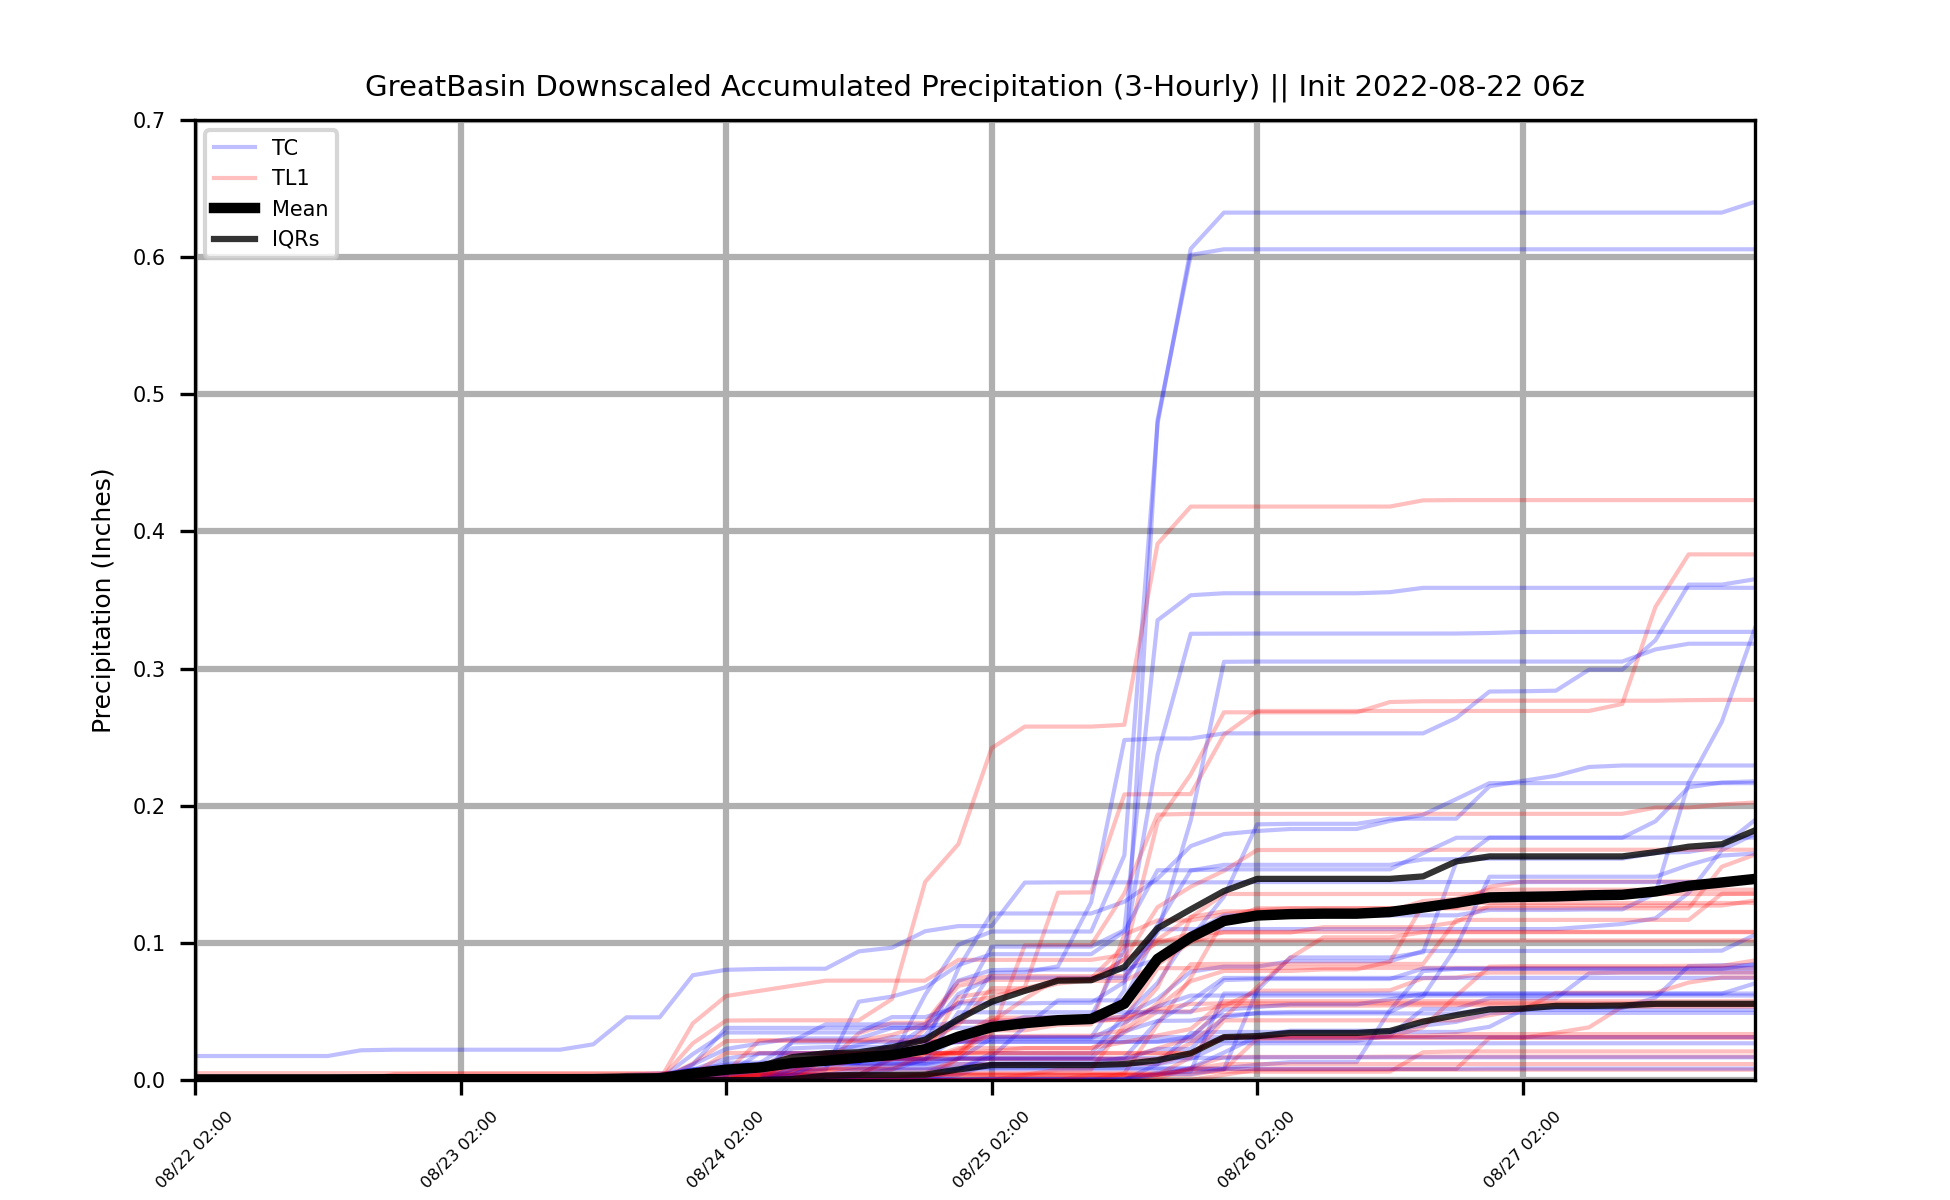 GreatBasin Downscaled Accumulated Precipitation (3-Hourly) || Init 2022-08-22 06z
TC
TL1
Mean
IQRs
Precipitation (Inches)
0.7
0.6
0.5
0.4
0.3
0.2
0.1
0.0
08/22 02:00
08/23 02:00
08/24 02:00
08/25 02:00
08/26 02:00
08/27 02:00